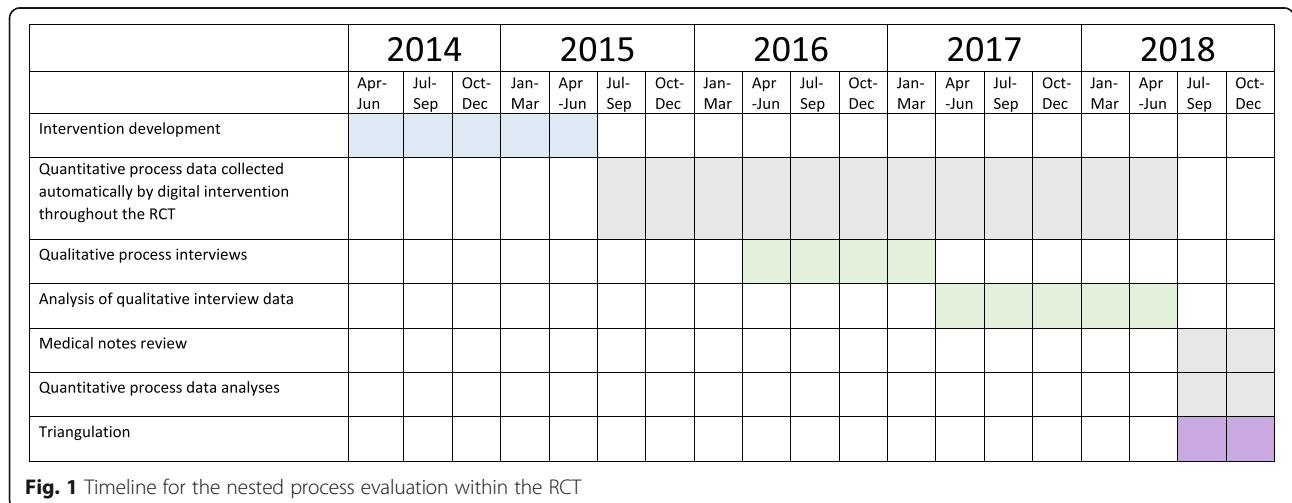 2014 2015 2016 2017 2018
Apr- Jul- Oct- Jan- Apr Jul- Oct- Jan- Apr Jul- Oct- Jan- Apr Jul- Oct- Jan- Apr Jul- Oct-
Jun Sep Dec Mar -Jun Sep Dec Mar -Jun Sep Dec Mar -Jun Sep Dec Mar -Jun Sep Dec
Intervention development
Quantitative process data collected
automatically by digital intervention
throughout the RCT
Qualitative process interviews
Analysis of qualitative interview data
Medical notes review
Quantitative process data analyses
Triangulation
Fig. 1 Timeline for the nested process evaluation within the RCT